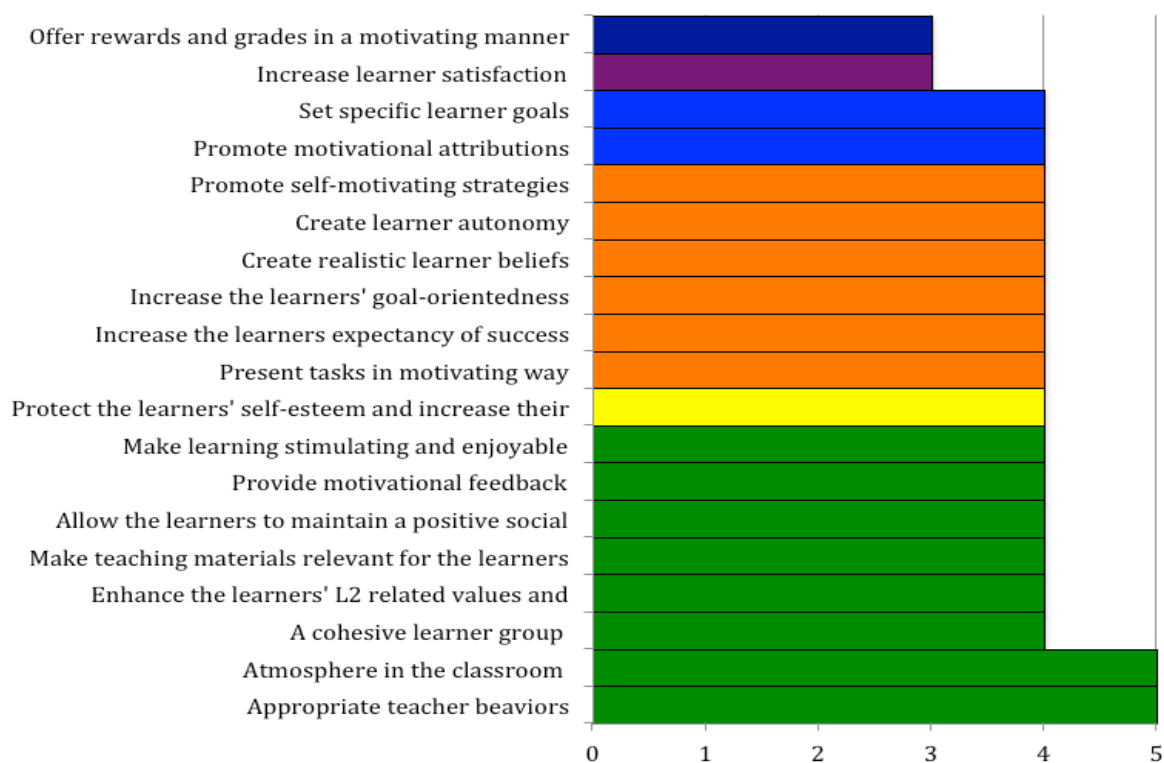 Offer rewards and grades in a motivating manner
Increase learner satisfaction
Set specific learner goals
Promote motivational attributions
Promote self-motivating strategies
Create learner autonomy
Create realistic learner beliefs
Increase the learners' goal-orientedness
Increase the learners expectancy of success
Present tasks in motivating way
Protect the learners' self-esteem and increase their
Make learning stimulating and enjoyable
Provide motivational feedback
Allow the learners to maintain a positive social
Make teaching materials relevant for the learners
Enhance the learners' L2 related values and
A cohesive learner group
Atmosphere in the classroom
Appropriate teacher beaviors
0 1 2 3 4 5